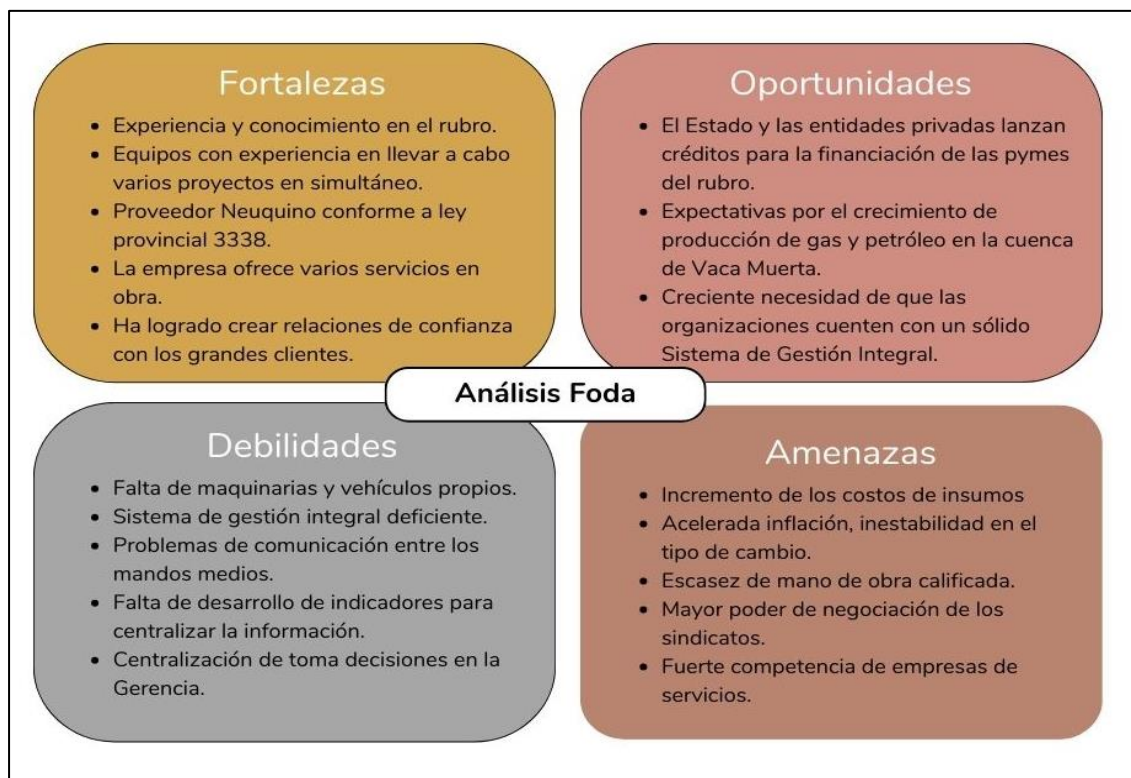 Fortalezas
• Experiencia y conocimiento en el rubro.
• Equipos con experiencia en llevar a cabo
varios proyectos en simultáneo.
• Proveedor Neuquino conforme a ley
provincial 3338.
• La empresa ofrece varios servicios en
obra.
• Ha logrado crear relaciones de confianza
con los grandes clientes.
Oportunidades
• El Estado y las entidades privadas lanzan
créditos para la financiación de las pymes
del rubro.
• Expectativas por el crecimiento de
producción de gas y petróleo en la cuenca
de Vaca Muerta.
• Creciente necesidad de que las
organizaciones cuenten con un sólido
Sistema de Gestión Integral.
Análisis Foda
Debilidades
• Falta de maquinarias y vehículos propios.
• Sistema de gestión integral deficiente.
• Problemas de comunicación entre los
mandos medios.
• Falta de desarrollo de indicadores para
centralizar la información.
• Centralización de toma decisiones en la
Gerencia.
Amenazas
• Incremento de los costos de insumos
• Acelerada inflación, inestabilidad en el
tipo de cambio.
• Escasez de mano de obra calificada.
• Mayor poder de negociación de los
sindicatos.
• Fuerte competencia de empresas de
servicios.